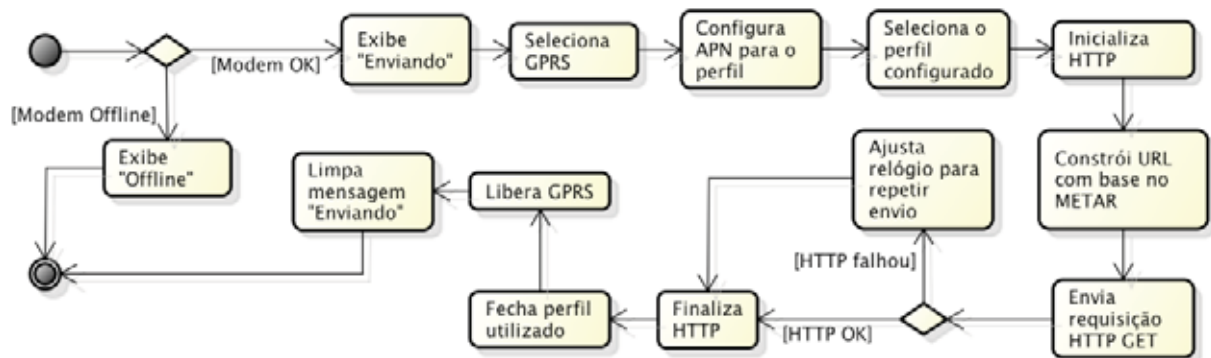 [Modem OK]
Exibe
"Enviando"
Seleciona
GPRS
Configura
APN para o
perfil
Seleciona o
perfil
configurado
Inicializa
HTTP
[Modem Offline]
Exibe
"Offline"
Constrói URL
com base no
METAR
Envia
requisição
HTTP GET
[HTTP falhou]
Ajusta
relógio para
repetir
envio
[HTTP OK]
Finaliza
HTTP
Fecha perfil
utilizado
Libera GPRS
Limpa
mensagem
"Enviando"